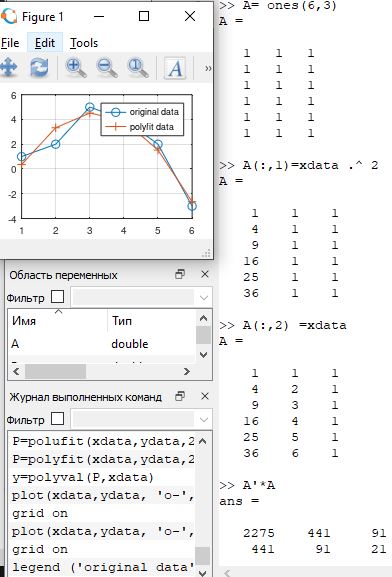 Figure 1
File Edit Tools
A
»
6
4
2
0
-2
-4
1 2 3 4 5 6
original data
polyfit data
Область переменных
Фильтр
Имя Тип
A double
Журнал выполненных команд
Фильтр
P=polufit(xdata,ydata,2
P=polyfit(xdata,ydata,2
y=polyval(P,xdata)
plot(xdata,ydata, 'o-',
grid on
plot(xdata,ydata, 'o-',
grid on
legend ('original data'
>> A= ones(6,3)
A =
1 1 1
1 1 1
1 1 1
1 1 1
1 1 1
1 1 1
>> A(:,1)=xdata .^ 2
A =
1 1 1
4 1 1
9 1 1
16 1 1
25 1 1
36 1 1
>> A(:,2) =xdata
A =
1 1 1
4 2 1
9 3 1
16 4 1
25 5 1
36 6 1
>> A'*A
ans =
2275 441 91
441 91 21